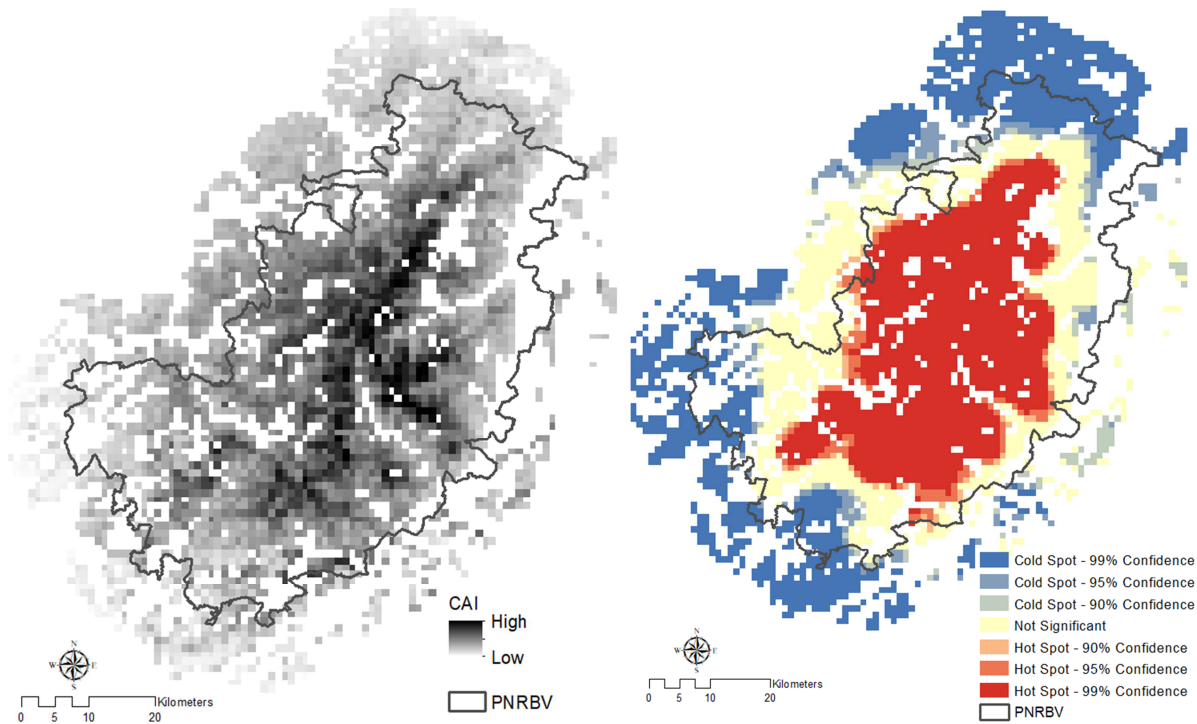 CAI
High
Low
N
W
E
S
Kilometers
0
5
10
20
PNRBV
Cold Spot - 99% Confidence
Cold Spot - 95% Confidence
Cold Spot - 90% Confidence
Not Significant
Hot Spot - 90% Confidence
Hot Spot - 95% Confidence
Hot Spot - 99% Confidence
PNRBV
N
W
E
S
Kilometers
0
5
10
20